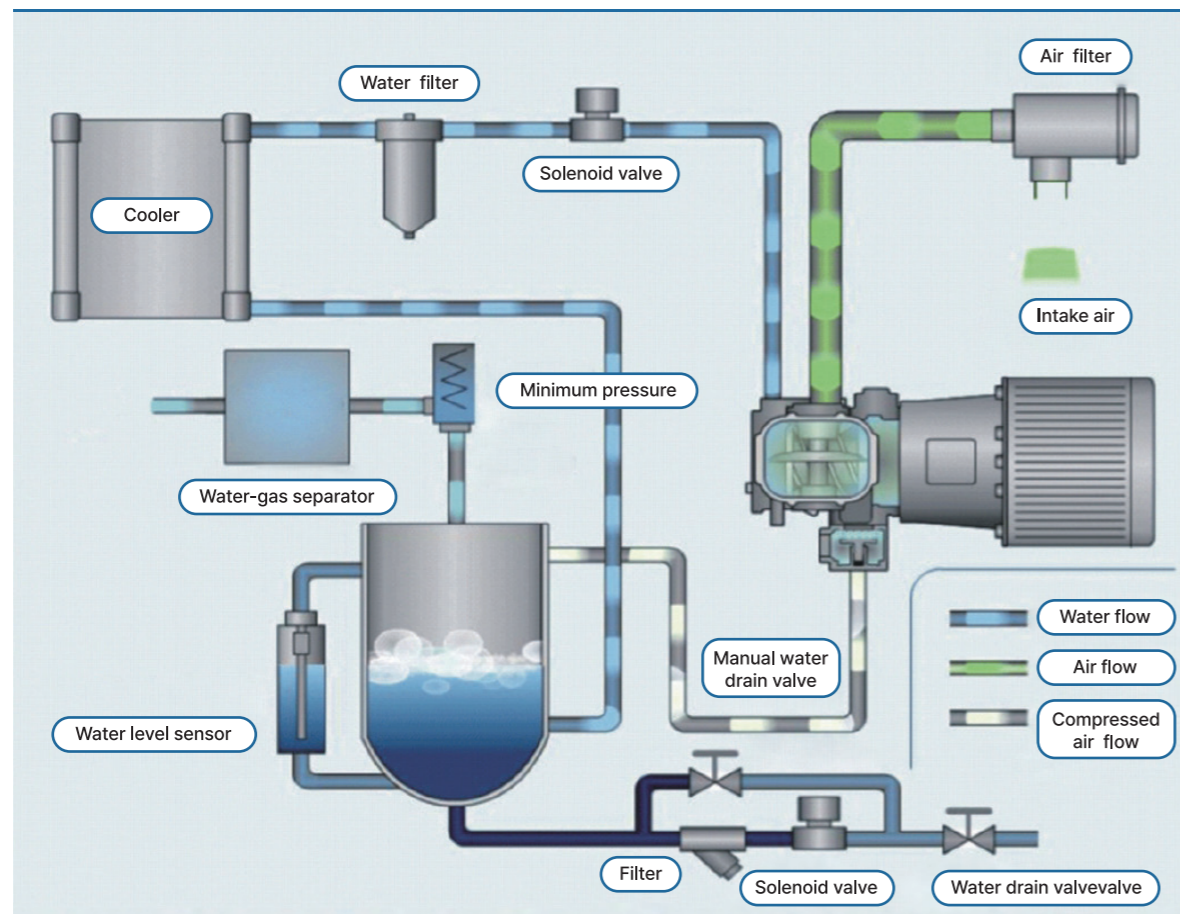 Air filter
Water filter
Solenoid valve
Cooler
Intake air
Minimum pressure
Water-gas separator
Water flow
Manual water
drain valve
Air flow
Compressed
air flow
Water level sensor
Filter
Solenoid valve
Water drain valvevalve